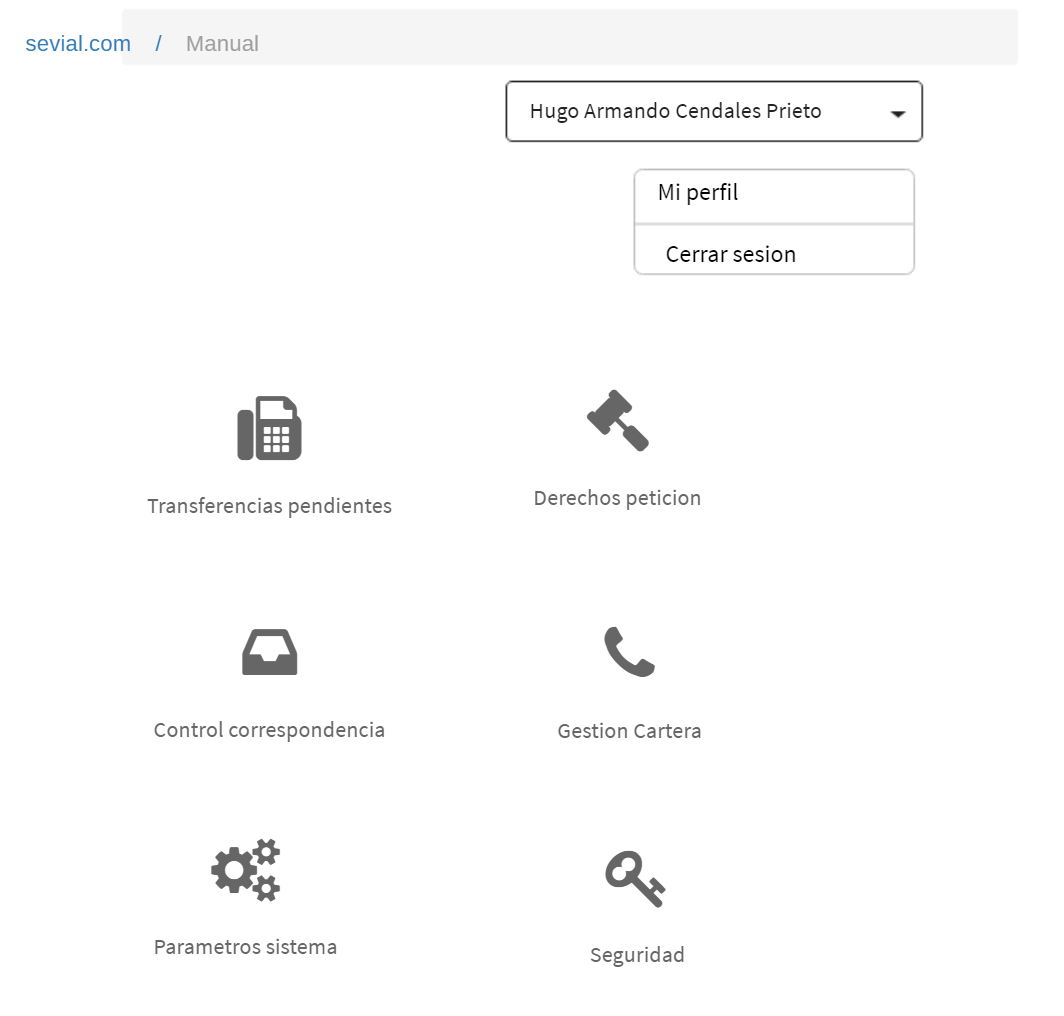 sevial.com / Manual
Hugo Armando Cendales Prieto
Mi perfil
Cerrar sesion
Transferencias pendientes
Derechos peticion
Control correspondencia
Gestion Cartera
Parametros sistema
Seguridad